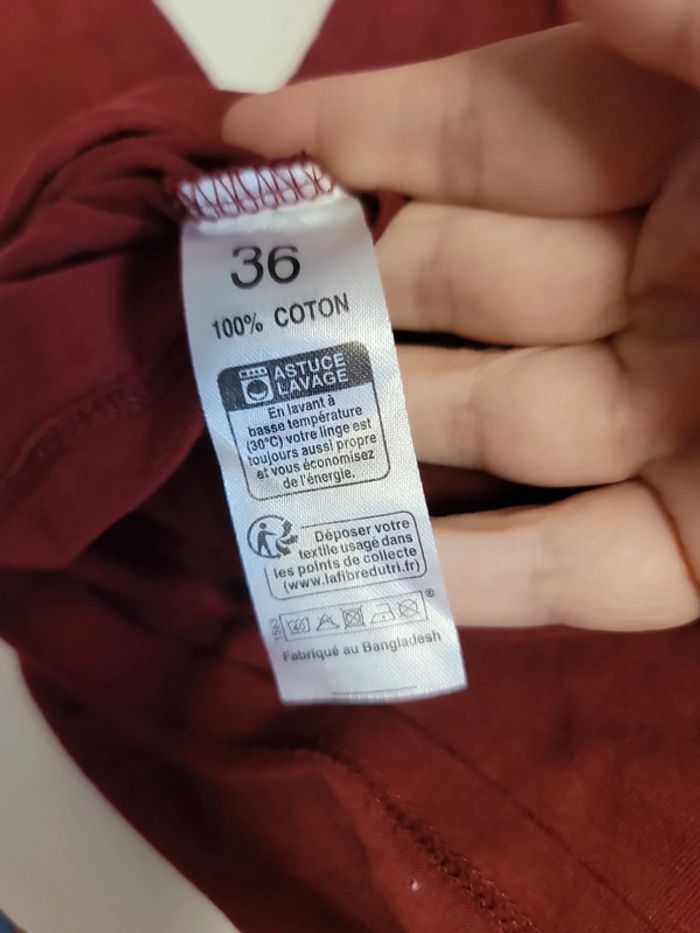 36
100% COTON
ASTUCE
LAVAGE
En lavant à
basse température
(30°C) votre linge est
toujours aussi propre
et vous économisez
de l'énergie.
Déposer votre
textile usagé dans
les points de collecte
(www.lafibredutri.fr)
®
Fabriqué au Bangladesh